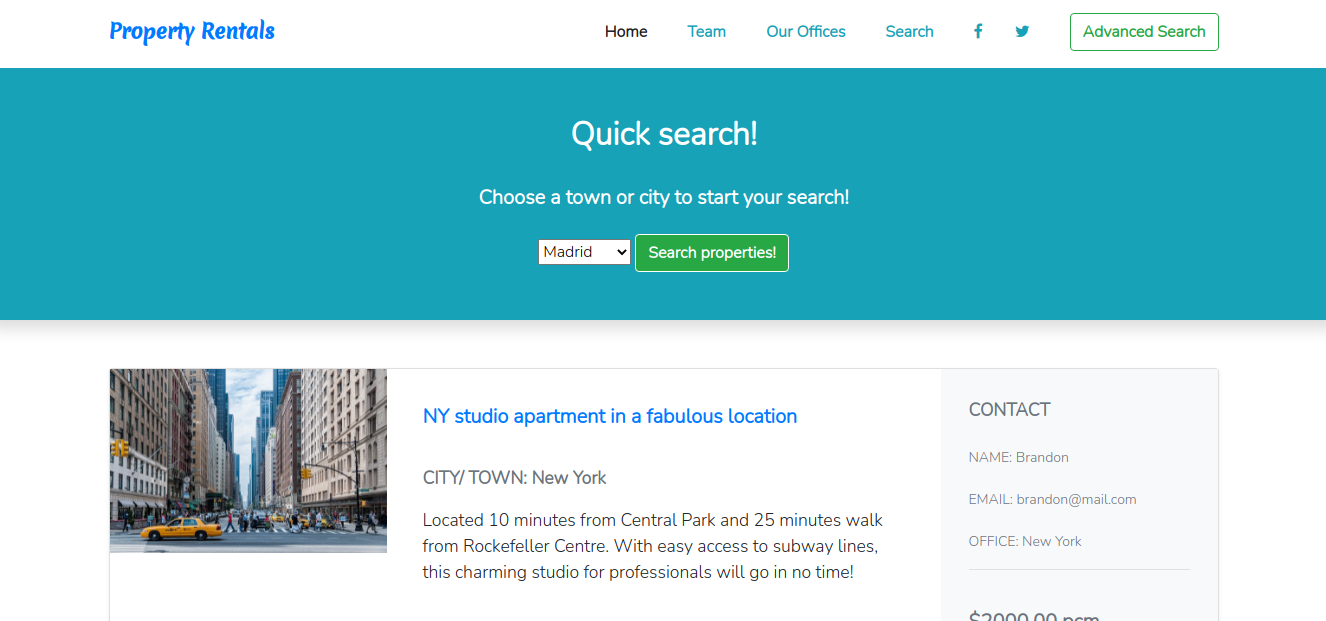 Property Rentals
Home
Team
Our Offices
Search
Advanced Search
Quick search!
Choose a town or city to start your search!
Madrid
Search properties!
NY studio apartment in a fabulous location
CITY/ TOWN: New York
Located 10 minutes from Central Park and 25 minutes walk
from Rockefeller Centre. With easy access to subway lines,
this charming studio for professionals will go in no time!
CONTACT
NAME: Brandon
EMAIL: brandon@mail.com
OFFICE: New York
$2000.00 pcm